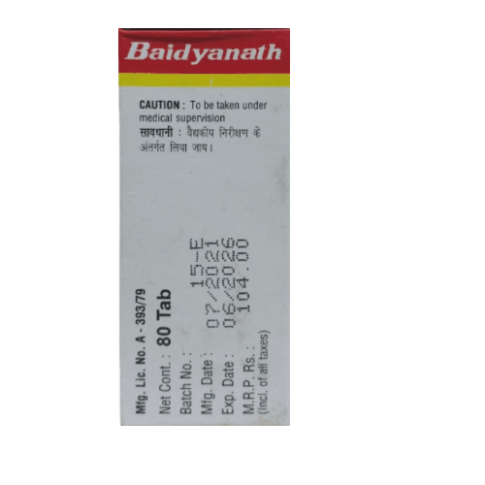 Baidyanath
CAUTION : To be taken under
medical supervision
सावधानी : वैद्यकीय निरीक्षण के
अंतर्गत लिया जाय।
Mfg. Lic. No. A - 393/79
Net Cont. : 80 Tab
Batch No. : 15-E
Mfg. Date : 07/2021
Exp. Date : 06/2026
M.R.P. Rs. : 104.00
(Incl. of all taxes)